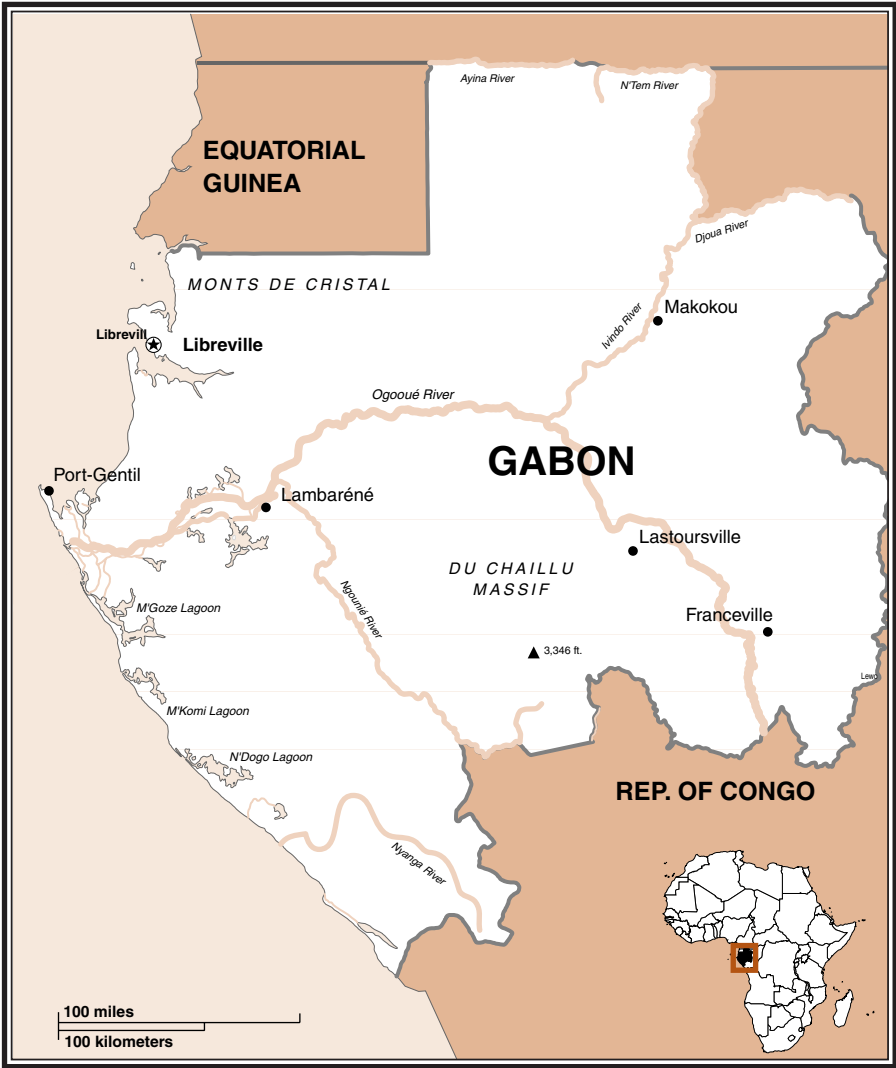 Ayina River
N'Tem River
EQUATORIAL
GUINEA
Djoua River
MONTS DE CRISTAL
Makokou
Ivindo River
Librevill
Libreville
Ogooué River
GABON
Port-Gentil
Lambaréné
Lastoursville
DU CHAILLU
MASSIF
Ngounié River
M'Goze Lagoon
Franceville
3,346 ft.
Lewo
M'Komi Lagoon
N'Dogo Lagoon
REP. OF CONGO
Nyanga River
100 miles
100 kilometers